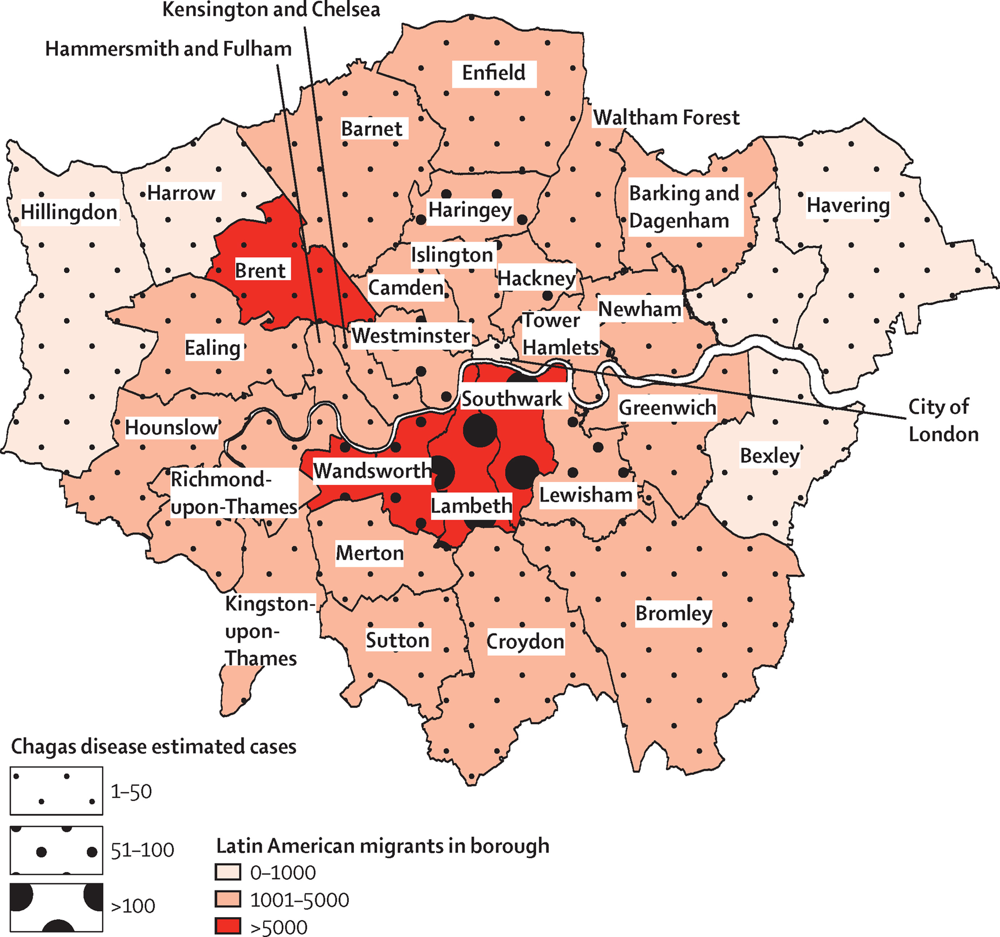 Kensington and Chelsea
Hammersmith and Fulham
Enfield
Waltham Forest
Barnet
Harrow
Hillingdon
Haringey
Barking and
Dagenham
Havering
Brent
Islington
Camden
Hackney
Newham
Tower
Hamlets
Westminster
Ealing
Southwark
Greenwich
City of
London
Hounslow
Bexley
Wandsworth
Richmond-
upon-Thames
Lambeth
Lewisham
Merton
Kingston-
upon-
Thames
Sutton
Croydon
Bromley
Chagas disease estimated cases
1–50
51–100
>100
Latin American migrants in borough
0–1000
1001–5000
>5000